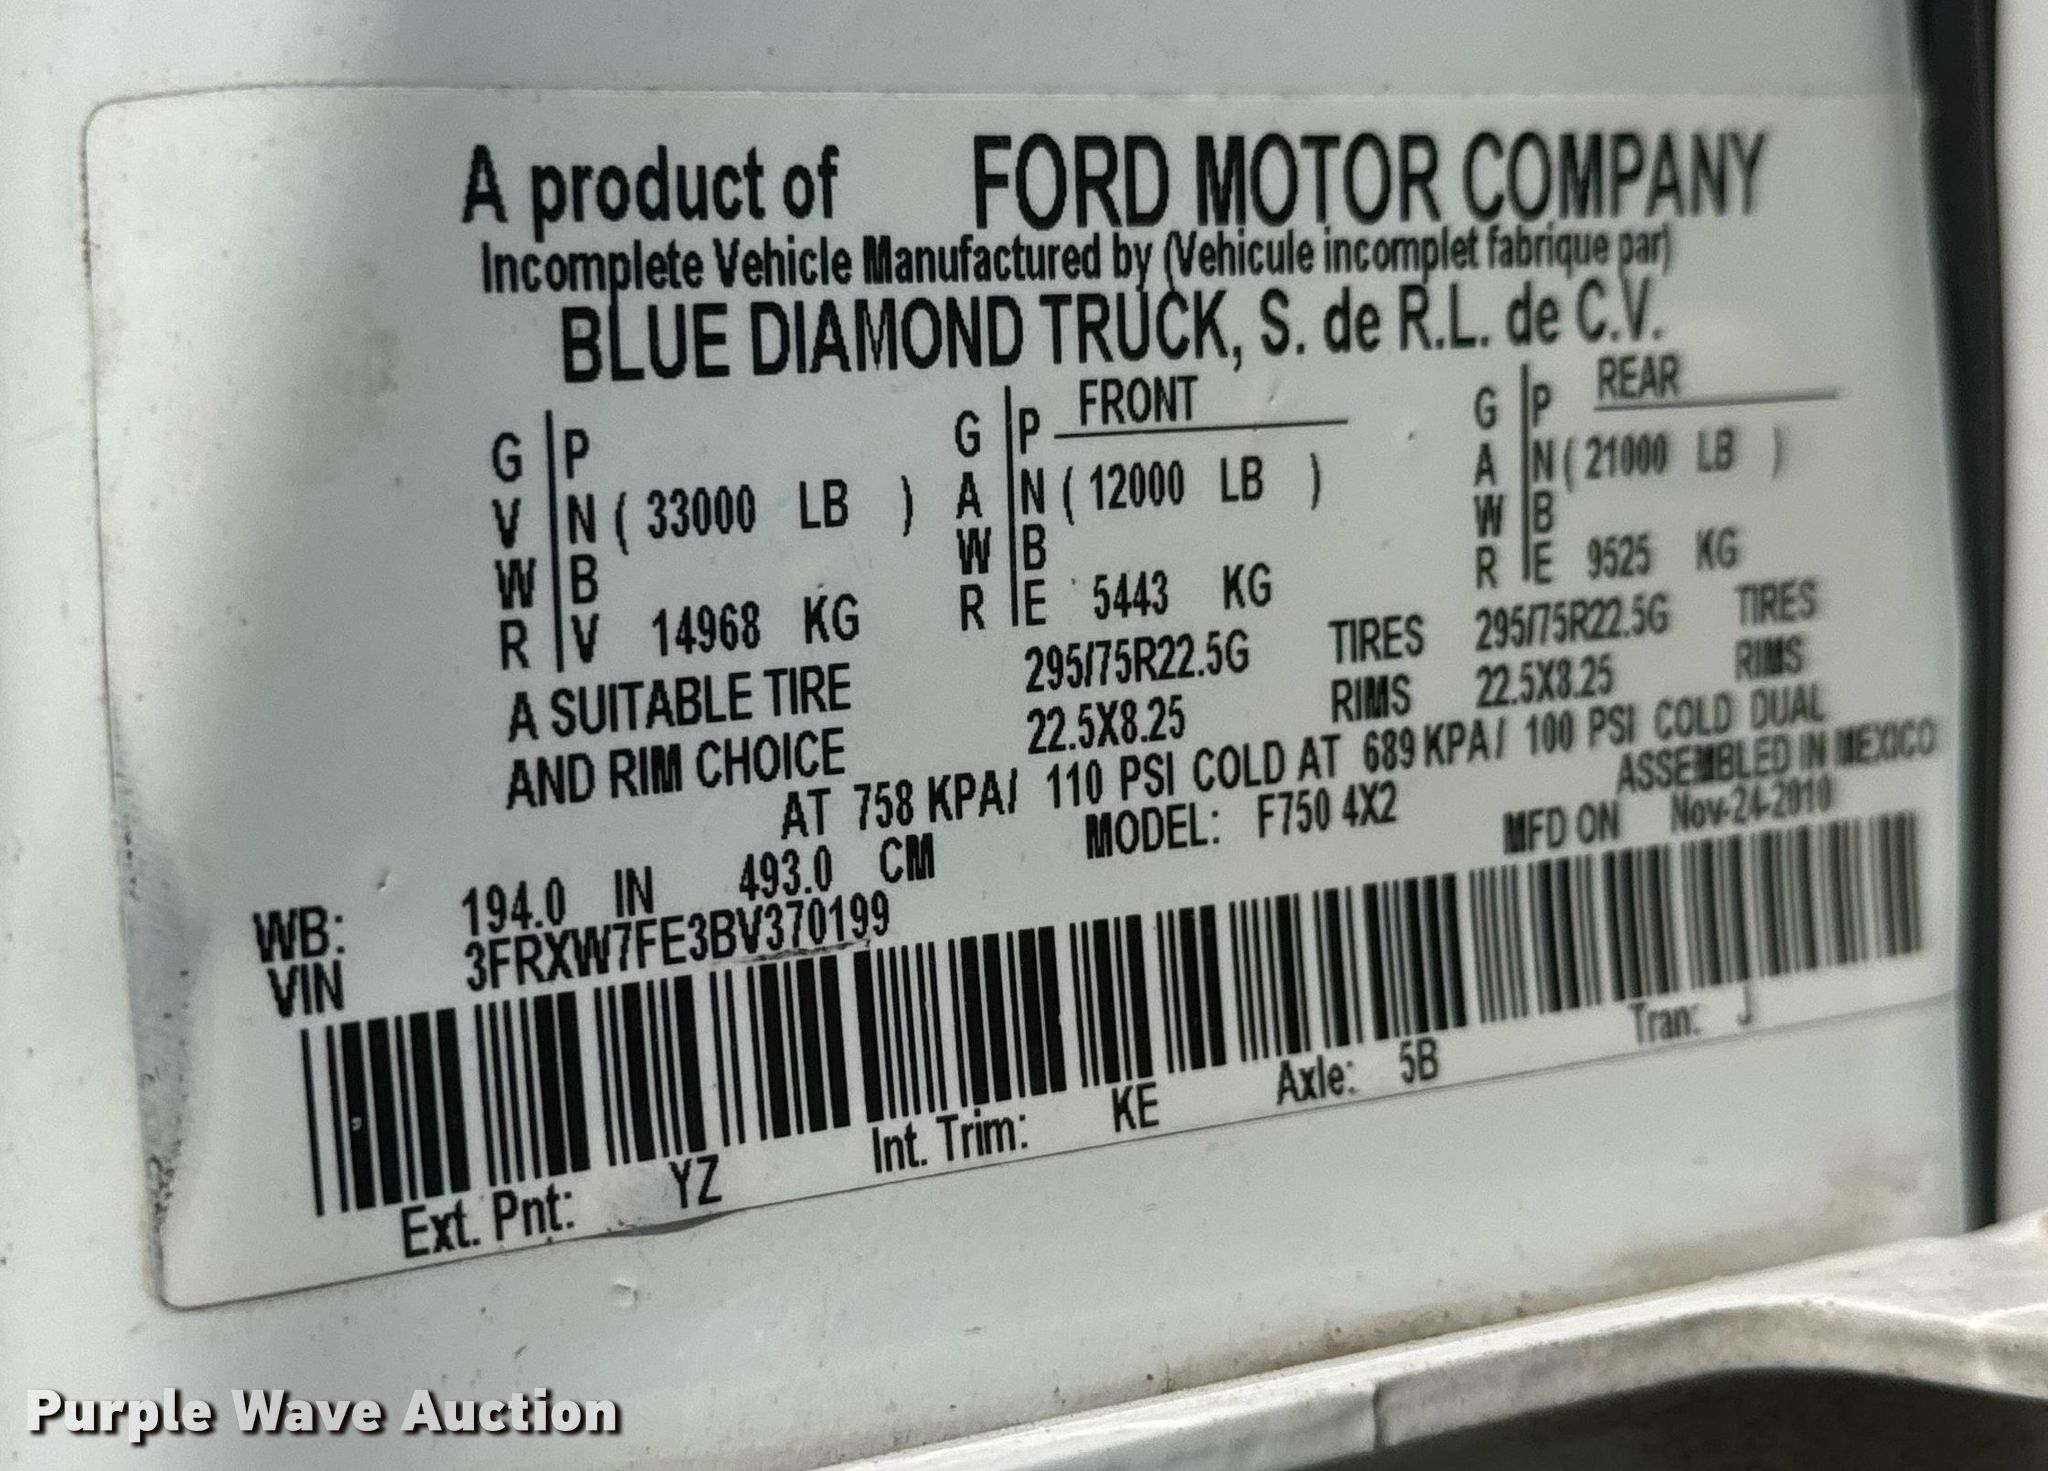 A product of FORD MOTOR COMPANY
Incomplete Vehicle Manufactured by (Vehicule incomplet fabrique par)
BLUE DIAMOND TRUCK, S. de R.L. de C.V.
G P G P FRONT G P REAR
V N ( 33000 LB ) A N ( 12000 LB ) A N ( 21000 LB )
W B W B W B
R V 14968 KG R E 5443 KG R E 9525 KG
A SUITABLE TIRE 295/75R22.5G TIRES 295/75R22.5G TIRES
AND RIM CHOICE 22.5X8.25 RIMS 22.5X8.25 RIMS
AT 758 KPA/ 110 PSI COLD AT 689 KPA/ 100 PSI COLD DUAL
ASSEMBLED IN MEXICO
WB: 194.0 IN 493.0 CM MODEL: F750 4X2 MFD ON Nov-24-2010
VIN 3FRXW7FE3BV370199
Ext. Pnt: YZ Int. Trim: KE Axle: 5B Tran: J
Purple Wave Auction